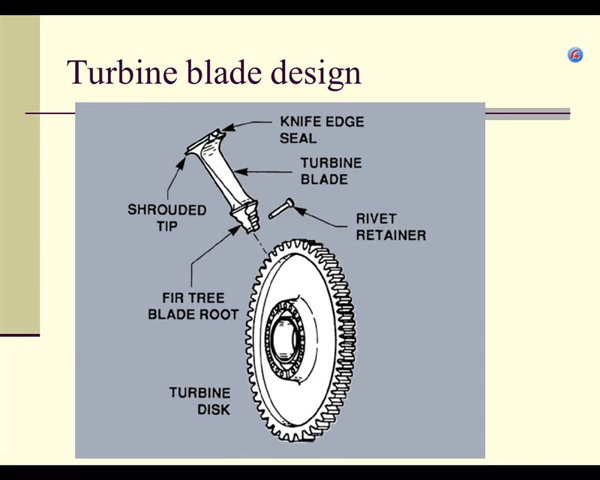 Turbine blade design
KNIFE EDGE
SEAL
TURBINE
BLADE
SHROUDED
TIP
RIVET
RETAINER
FIR TREE
BLADE ROOT
TURBINE
DISK